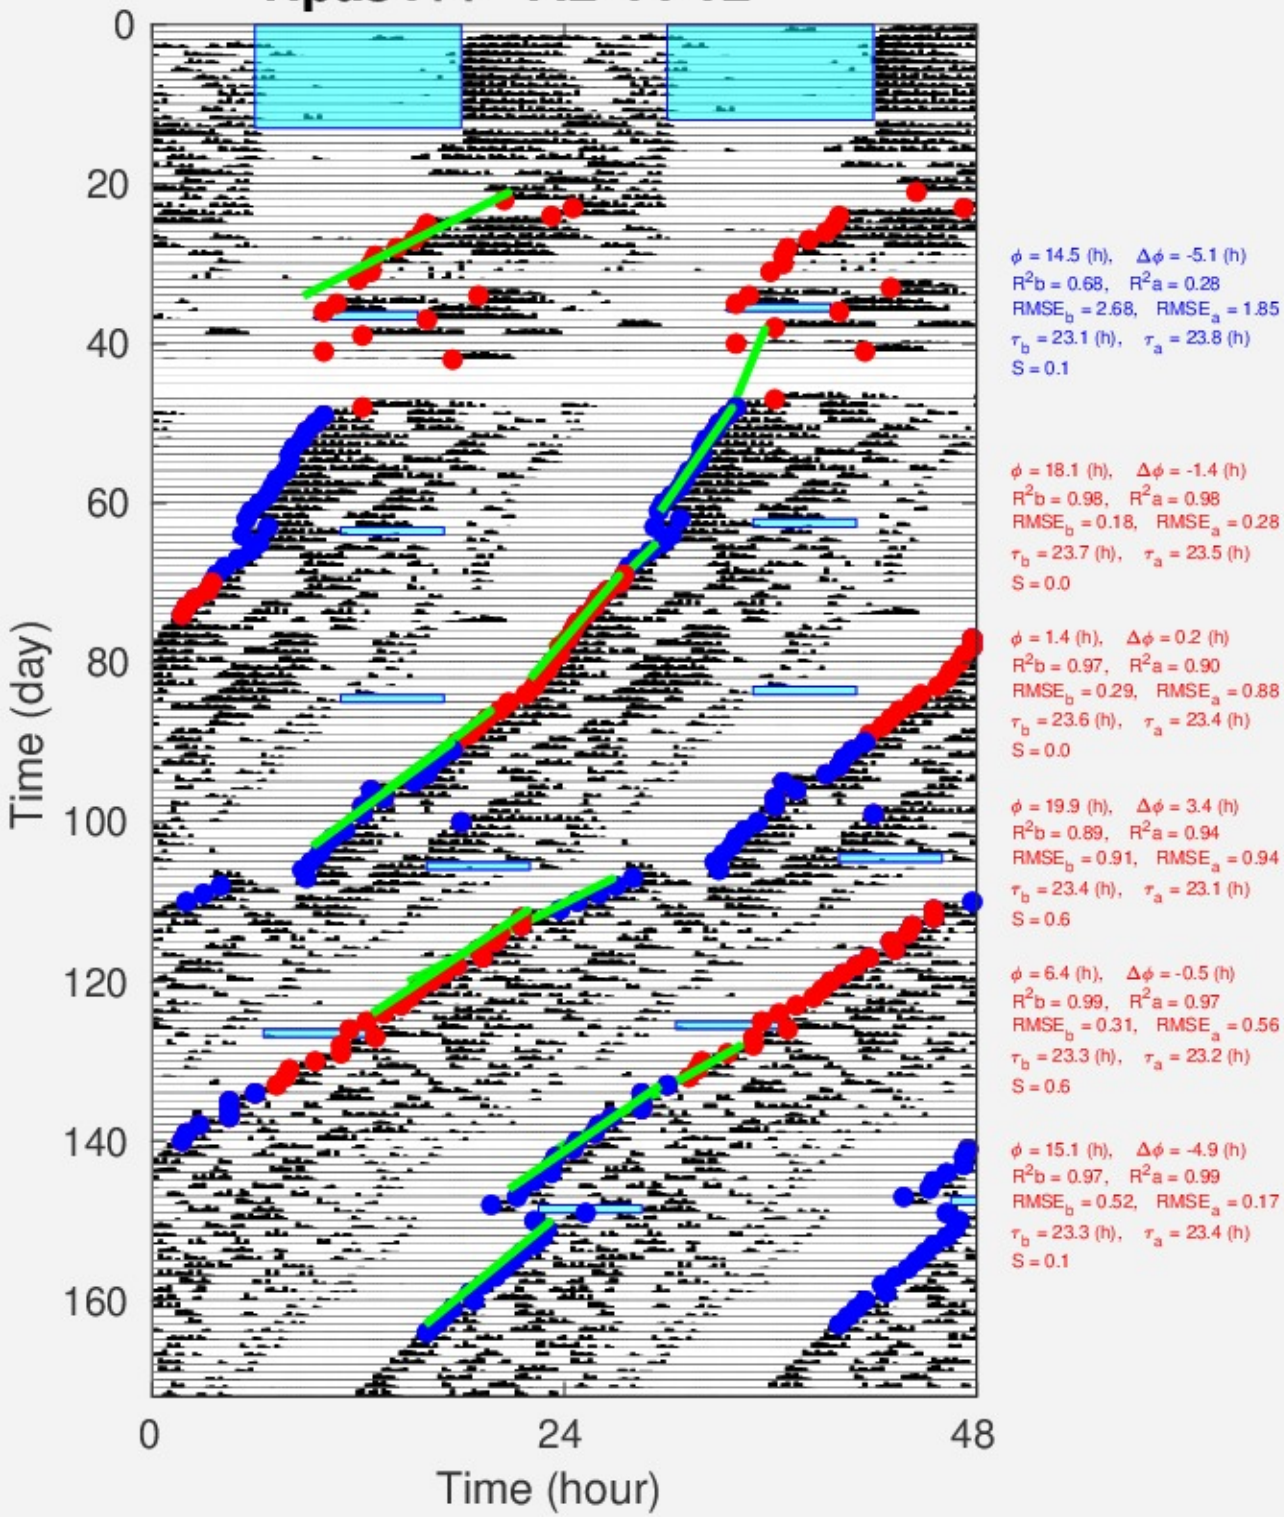 0
20
40
60
80
100
120
140
160
Time (day)
0 24 48
Time (hour)
ϕ = 14.5 (h), Δϕ = -5.1 (h)
R²b = 0.68, R²a = 0.28
RMSE_b = 2.68, RMSE_a = 1.85
τ_b = 23.1 (h), τ_a = 23.8 (h)
S = 0.1
ϕ = 18.1 (h), Δϕ = -1.4 (h)
R²b = 0.98, R²a = 0.98
RMSE_b = 0.18, RMSE_a = 0.28
τ_b = 23.7 (h), τ_a = 23.5 (h)
S = 0.0
ϕ = 1.4 (h), Δϕ = 0.2 (h)
R²b = 0.97, R²a = 0.90
RMSE_b = 0.29, RMSE_a = 0.88
τ_b = 23.6 (h), τ_a = 23.4 (h)
S = 0.0
ϕ = 19.9 (h), Δϕ = 3.4 (h)
R²b = 0.89, R²a = 0.94
RMSE_b = 0.91, RMSE_a = 0.94
τ_b = 23.4 (h), τ_a = 23.1 (h)
S = 0.6
ϕ = 6.4 (h), Δϕ = -0.5 (h)
R²b = 0.99, R²a = 0.97
RMSE_b = 0.31, RMSE_a = 0.56
τ_b = 23.3 (h), τ_a = 23.2 (h)
S = 0.6
ϕ = 15.1 (h), Δϕ = -4.9 (h)
R²b = 0.97, R²a = 0.99
RMSE_b = 0.52, RMSE_a = 0.17
τ_b = 23.3 (h), τ_a = 23.4 (h)
S = 0.1